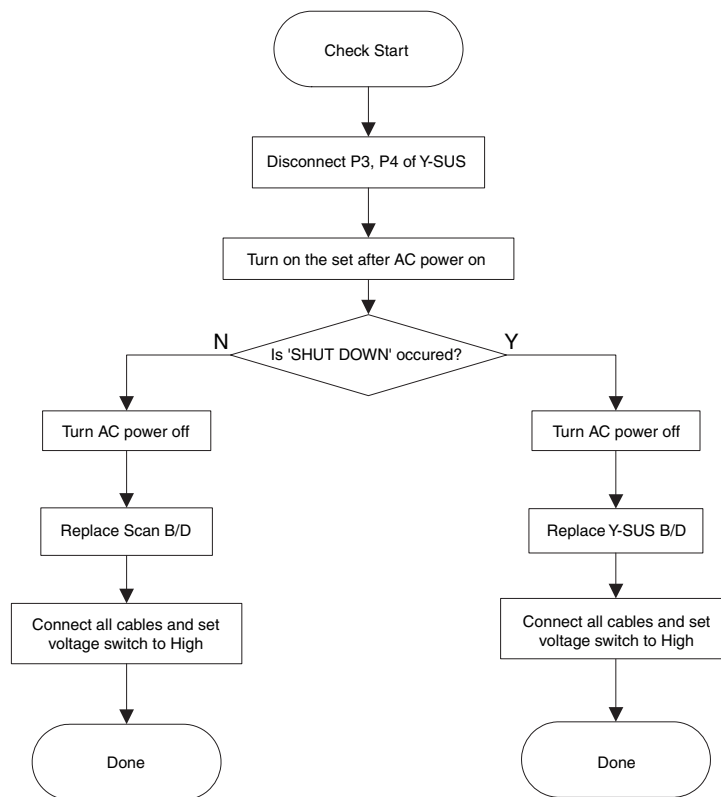 Check Start
Disconnect P3, P4 of Y-SUS
Turn on the set after AC power on
N
Is 'SHUT DOWN' occured?
Y
Turn AC power off
Turn AC power off
Replace Scan B/D
Replace Y-SUS B/D
Connect all cables and set
voltage switch to High
Connect all cables and set
voltage switch to High
Done
Done